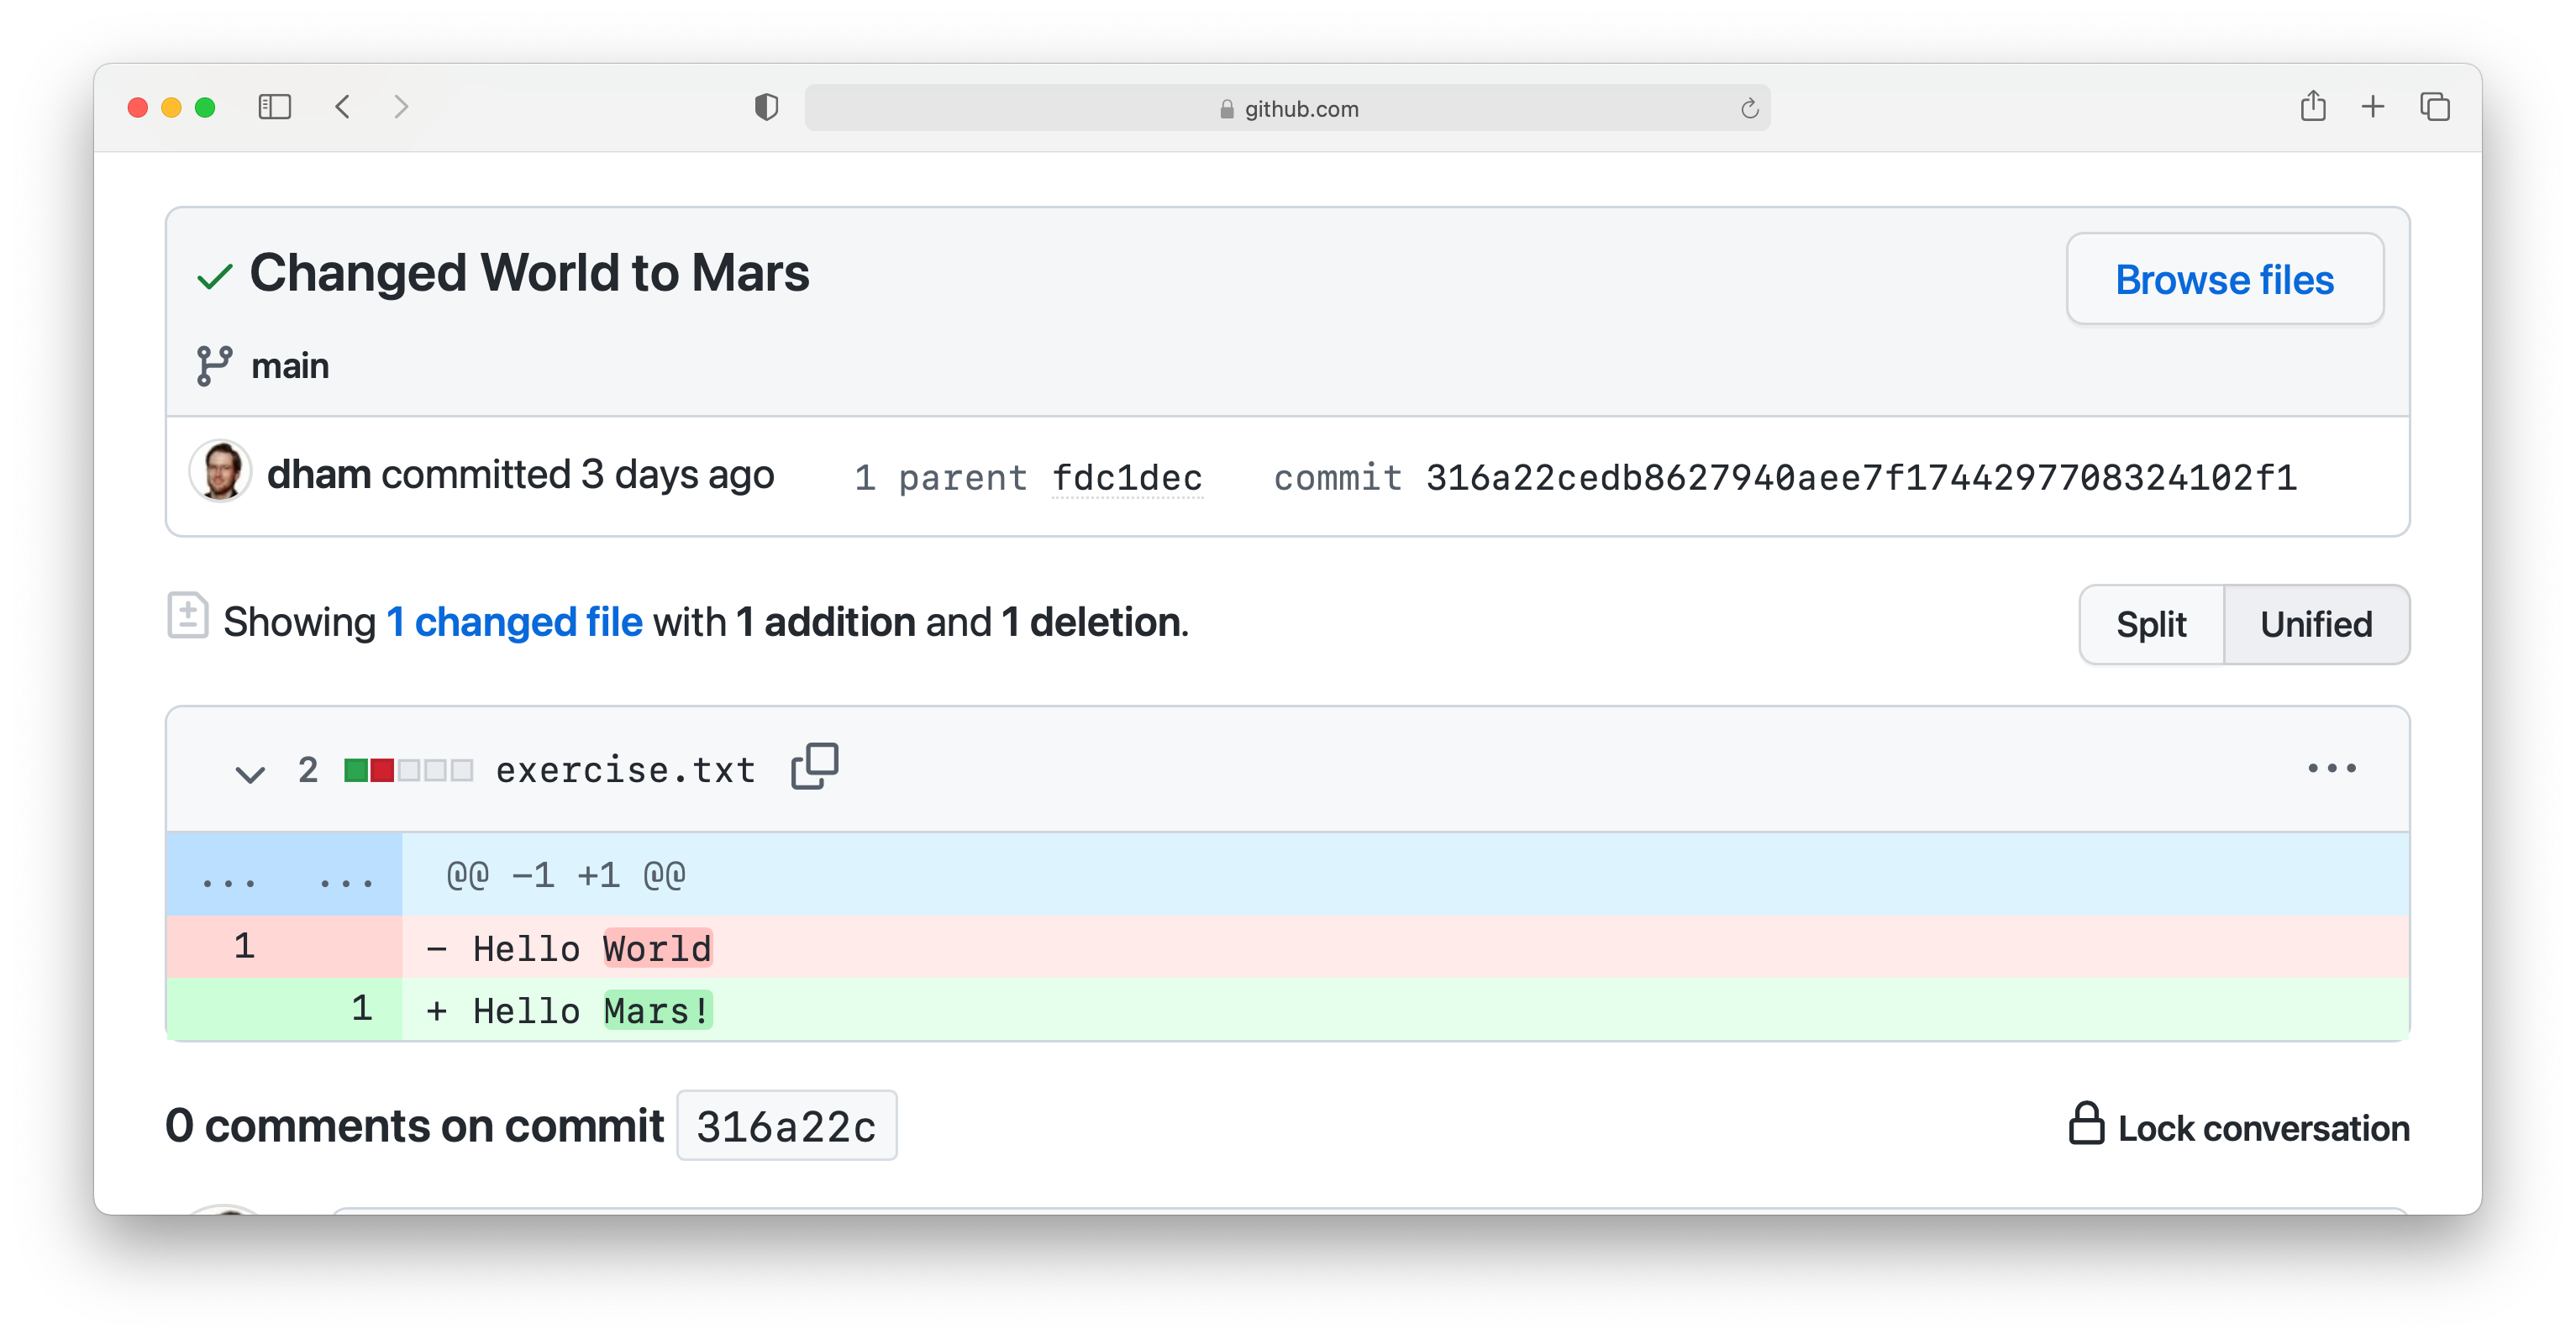 github.com
Changed World to Mars
Browse files
main
dham committed 3 days ago 1 parent fdc1dec commit 316a22cedb8627940aee7f1744297708324102f1
Showing 1 changed file with 1 addition and 1 deletion.
Split Unified
2 exercise.txt
... ... @@ -1 +1 @@
1 - Hello World
1 + Hello Mars!
0 comments on commit 316a22c
Lock conversation